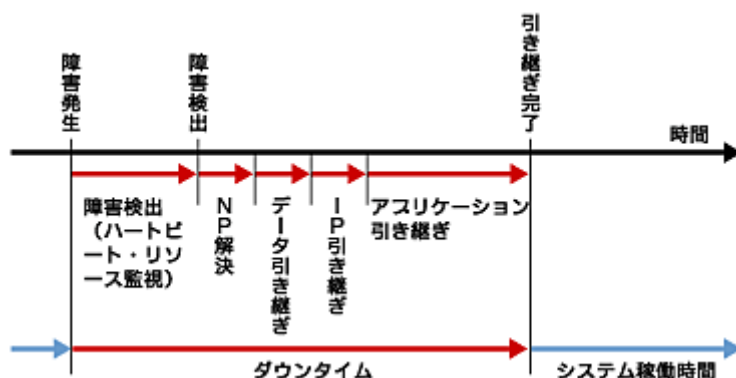 障害発生
障害検出
引き継ぎ完了
時間
障害検出
（ハートビ
ート・リソ
ース監視）
NP解決
データ引き継ぎ
IP引き継ぎ
アプリケーション
引き継ぎ
ダウンタイム
システム稼働時間